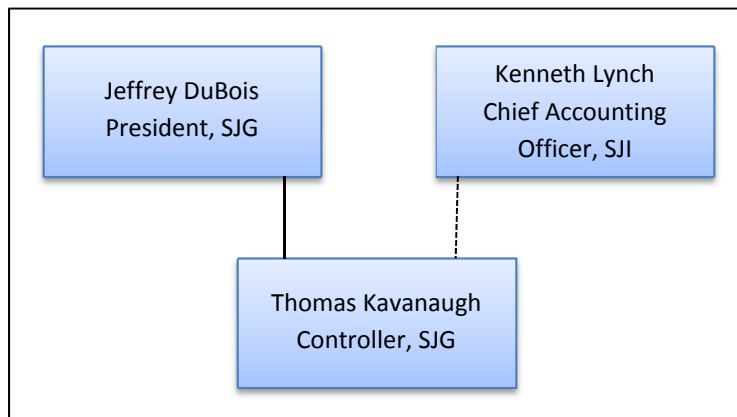 Jeffrey DuBois
President, SJG
Kenneth Lynch
Chief Accounting
Officer, SJI
Thomas Kavanaugh
Controller, SJG